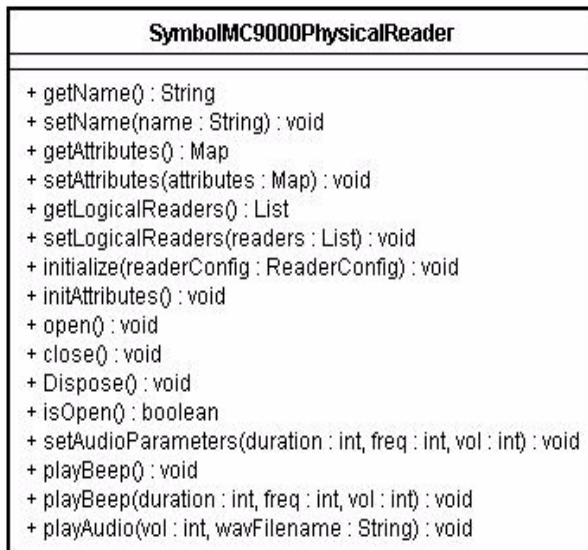 SymbolMC9000PhysicalReader
+ getName() : String
+ setName(name : String) : void
+ getAttributes() : Map
+ setAttributes(attributes : Map) : void
+ getLogicalReaders() : List
+ setLogicalReaders(readers : List) : void
+ initialize(readerConfig : ReaderConfig) : void
+ initAttributes() : void
+ open() : void
+ close() : void
+ Dispose() : void
+ isOpen() : boolean
+ setAudioParameters(duration : int, freq : int, vol : int) : void
+ playBeep() : void
+ playBeep(duration : int, freq : int, vol : int) : void
+ playAudio(vol : int, wavFilename : String) : void